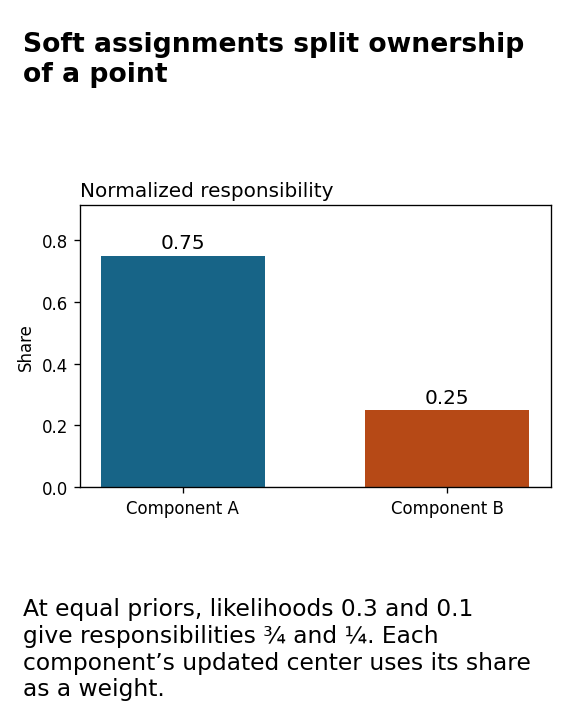 Soft assignments split ownership
of a point
Normalized responsibility
0.75
0.25
0.8
0.6
0.4
0.2
0.0
Share
Component A
Component B
At equal priors, likelihoods 0.3 and 0.1
give responsibilities ¾ and ¼. Each
component’s updated center uses its share
as a weight.